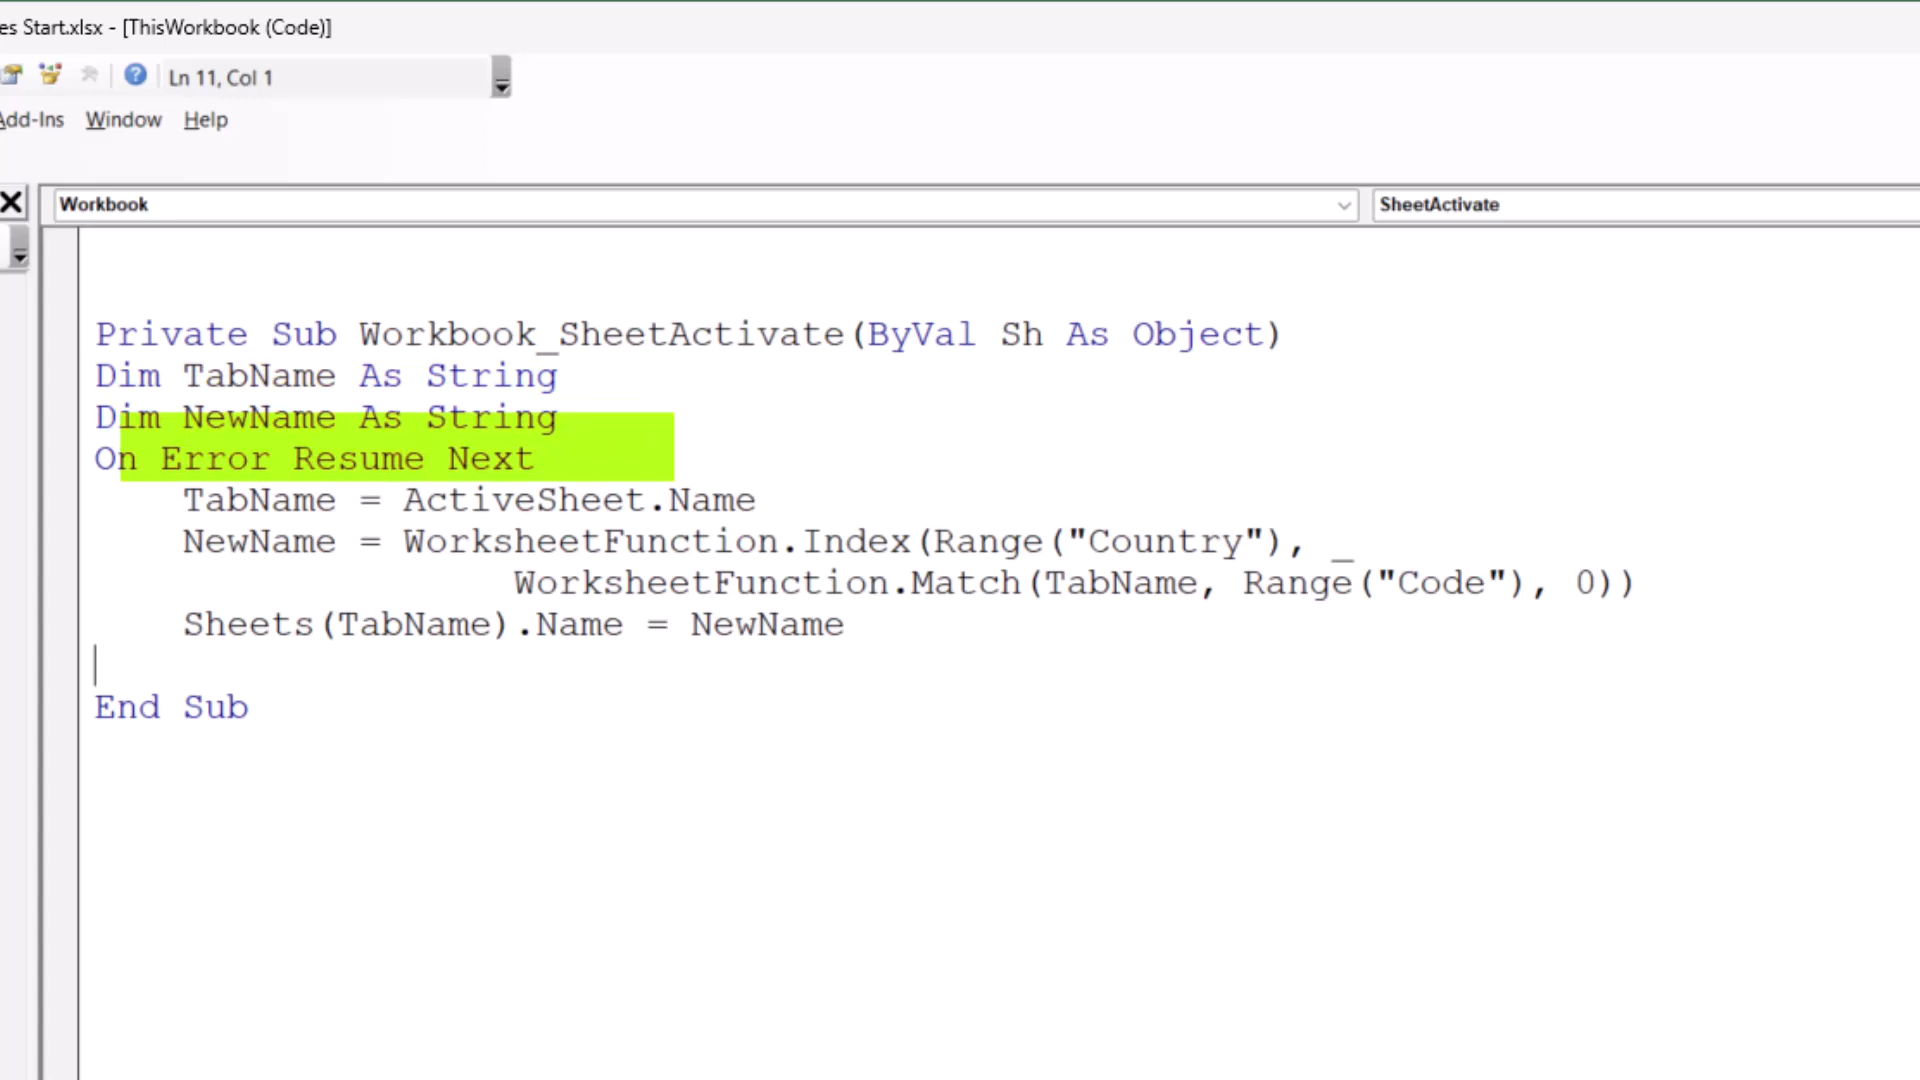 es Start.xlsx - [ThisWorkbook (Code)]
Ln 11, Col 1
Add-Ins Window Help
Workbook SheetActivate
Private Sub Workbook_SheetActivate(ByVal Sh As Object)
Dim TabName As String
Dim NewName As String
On Error Resume Next
TabName = ActiveSheet.Name
NewName = WorksheetFunction.Index(Range("Country"), _
WorksheetFunction.Match(TabName, Range("Code"), 0))
Sheets(TabName).Name = NewName
End Sub